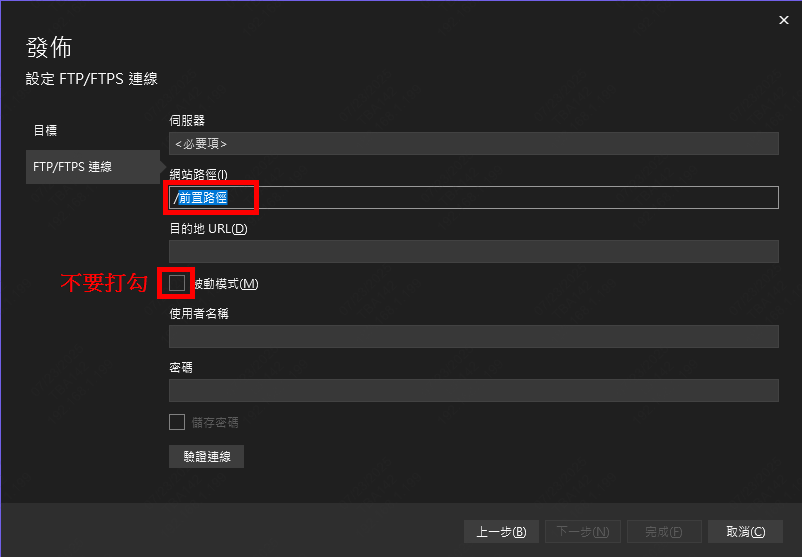 發佈
設定 FTP/FTPS 連線
目標
FTP/FTPS 連線
伺服器
<必要項>
網站路徑(I)
/前置路徑
目的地 URL(D)
不要打勾
被動模式(M)
使用者名稱
密碼
儲存密碼
驗證連線
上一步(B) 下一步(N) 完成(F) 取消(C)